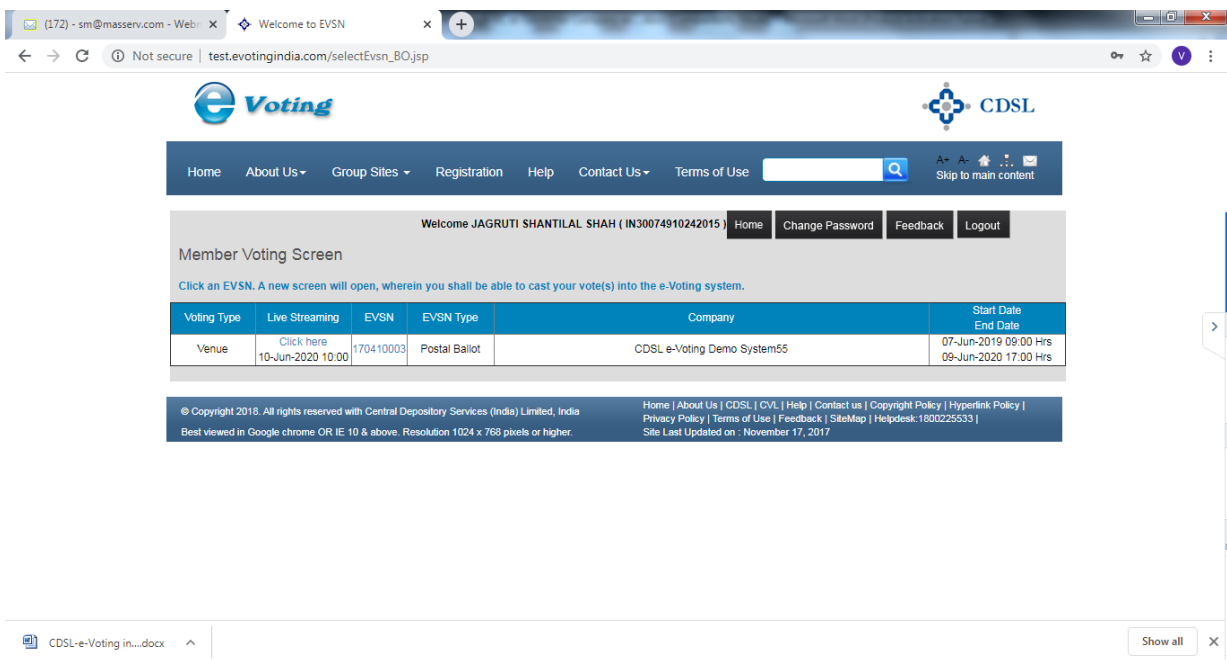 (172) - sm@masserv.com - Webr
Welcome to EVSN
Not secure | test.evotingindia.com/selectEvsn_BO.jsp
V
e Voting
CDSL
Home About Us Group Sites Registration Help Contact Us Terms of Use
A+ A-
Skip to main content
Welcome JAGRUTI SHANTILAL SHAH ( IN30074910242015 ) Home Change Password Feedback Logout
Member Voting Screen
Click an EVSN. A new screen will open, wherein you shall be able to cast your vote(s) into the e-Voting system.
Voting Type Live Streaming EVSN EVSN Type Company Start Date
End Date
Venue Click here 170410003 Postal Ballot CDSL e-Voting Demo System55 07-Jun-2019 09:00 Hrs
10-Jun-2020 10:00 09-Jun-2020 17:00 Hrs
© Copyright 2018. All rights reserved with Central Depository Services (India) Limited, India
Best viewed in Google chrome OR IE 10 & above. Resolution 1024 x 768 pixels or higher.
Home | About Us | CDSL | CVL | Help | Contact us | Copyright Policy | Hyperlink Policy |
Privacy Policy | Terms of Use | Feedback | SiteMap | Helpdesk:1800225533 |
Site Last Updated on : November 17, 2017
CDSL-e-Voting in....docx
Show all